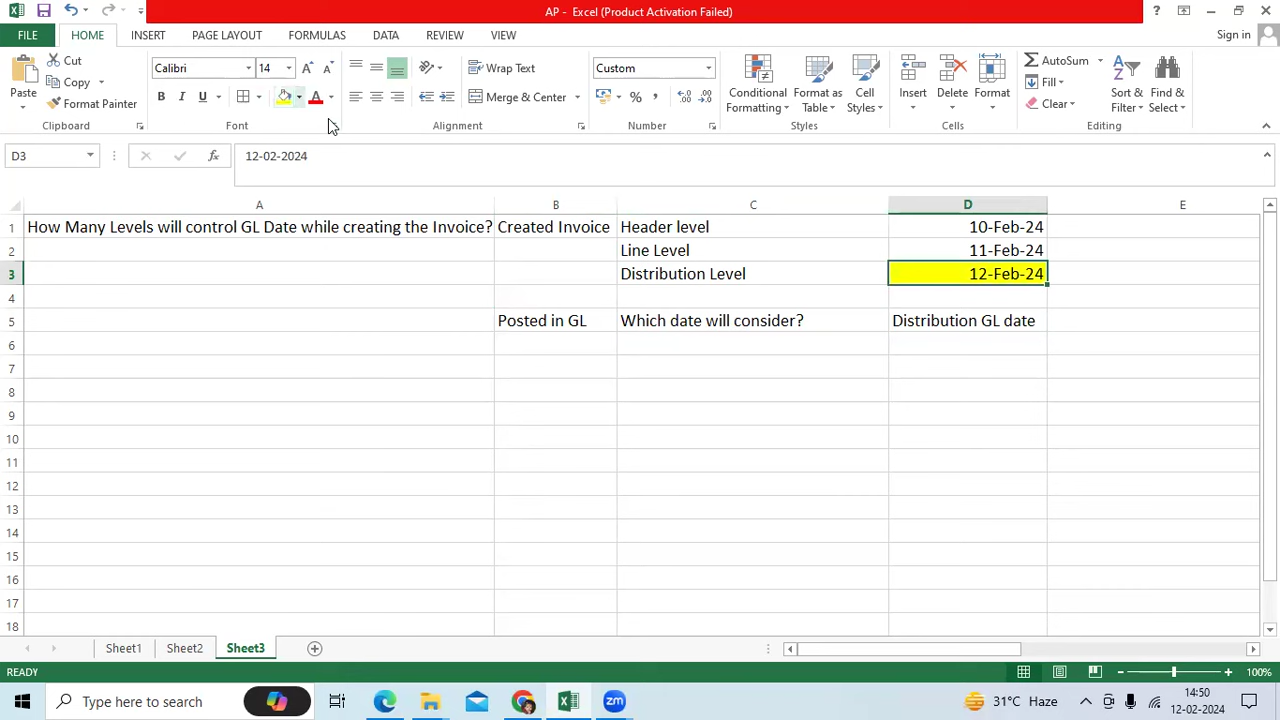 AP - Excel (Product Activation Failed)
FILE HOME INSERT PAGE LAYOUT FORMULAS DATA REVIEW VIEW Sign in
Paste Cut Copy Format Painter Clipboard
Calibri 14 B I U A Font
Wrap Text Merge & Center Alignment
Custom % , Number
Conditional Formatting Format as Table Cell Styles Styles
Insert Delete Format Cells
AutoSum Fill Clear Sort & Filter Find & Select Editing
D3 fx 12-02-2024
A B C D E
1 How Many Levels will control GL Date while creating the Invoice? Created Invoice Header level 10-Feb-24
2 Line Level 11-Feb-24
3 Distribution Level 12-Feb-24
4
5 Posted in GL Which date will consider? Distribution GL date
6
7
8
9
10
11
12
13
14
15
16
17
18
Sheet1 Sheet2 Sheet3
READY 100%
Type here to search zm 31°C Haze 14:50
12-02-2024